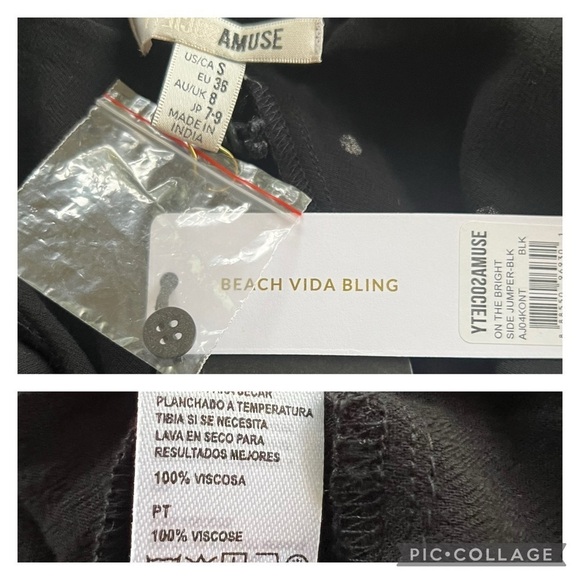 AMUSE
US/CA S
EU 36
AU/UK 8
JP 7-9
MADE IN
INDIA
BEACH VIDA BLING
AMUSESOCIETY
ON THE BRIGHT
SIDE JUMPER-BLK
AJ04KONT BLK
PLANCHADO A TEMPERATURA
TIBIA SI SE NECESITA
LAVA EN SECO PARA
RESULTADOS MEJORES
100% VISCOSA
PT
100% VISCOSE
PIC•COLLAGE